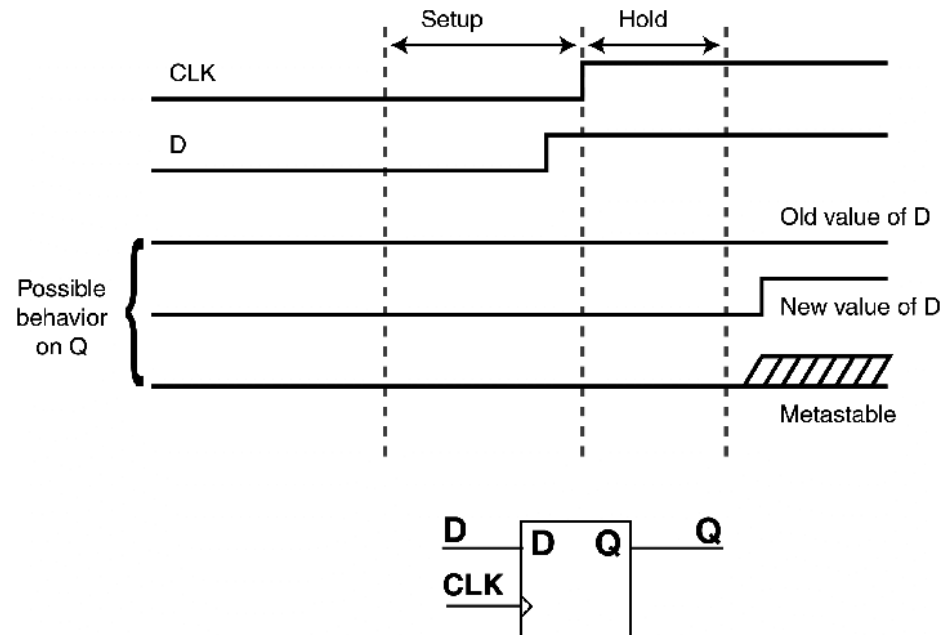 Setup
Hold
CLK
D
Old value of D
New value of D
Possible
behavior
on Q
Metastable
D
D
Q
Q
CLK